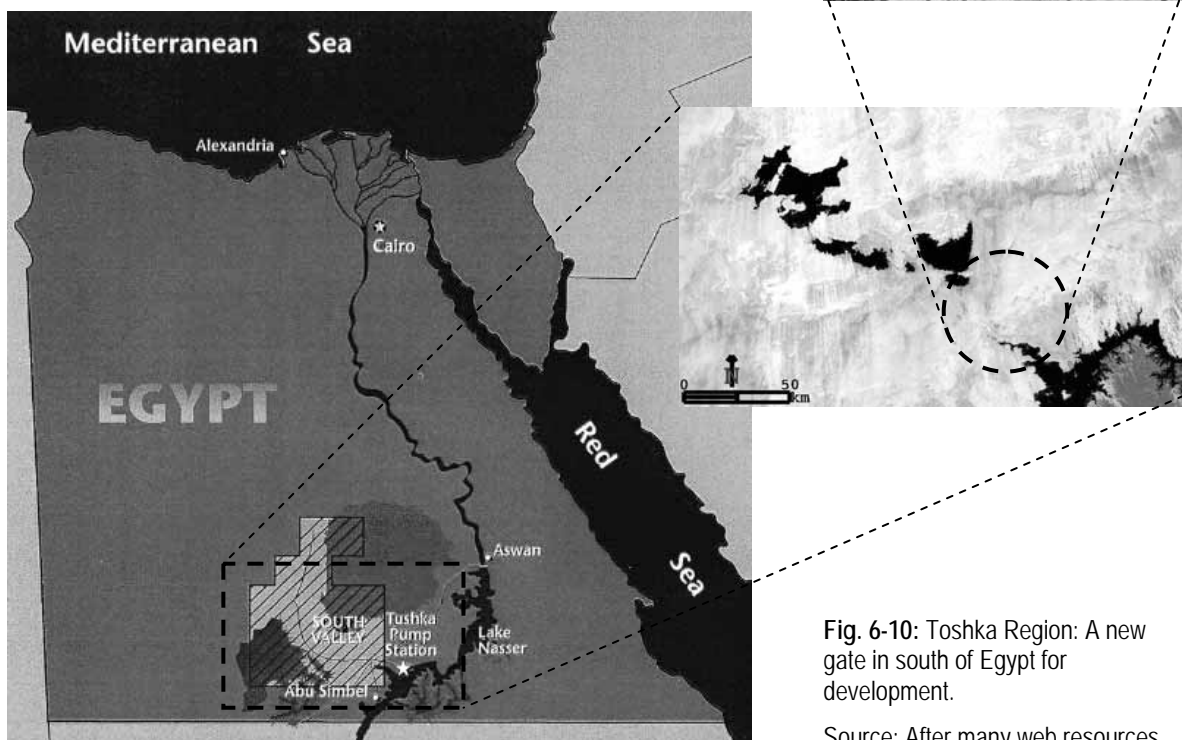 Mediterranean Sea
Alexandria
Cairo
EGYPT
Red
Sea
Aswan
SOUTH
VALLEY
Tushka
Pump
Station
Lake
Nasser
Abu Simbel
N
0 50
km
Fig. 6-10: Toshka Region: A new
gate in south of Egypt for
development.
Source: After many web resources